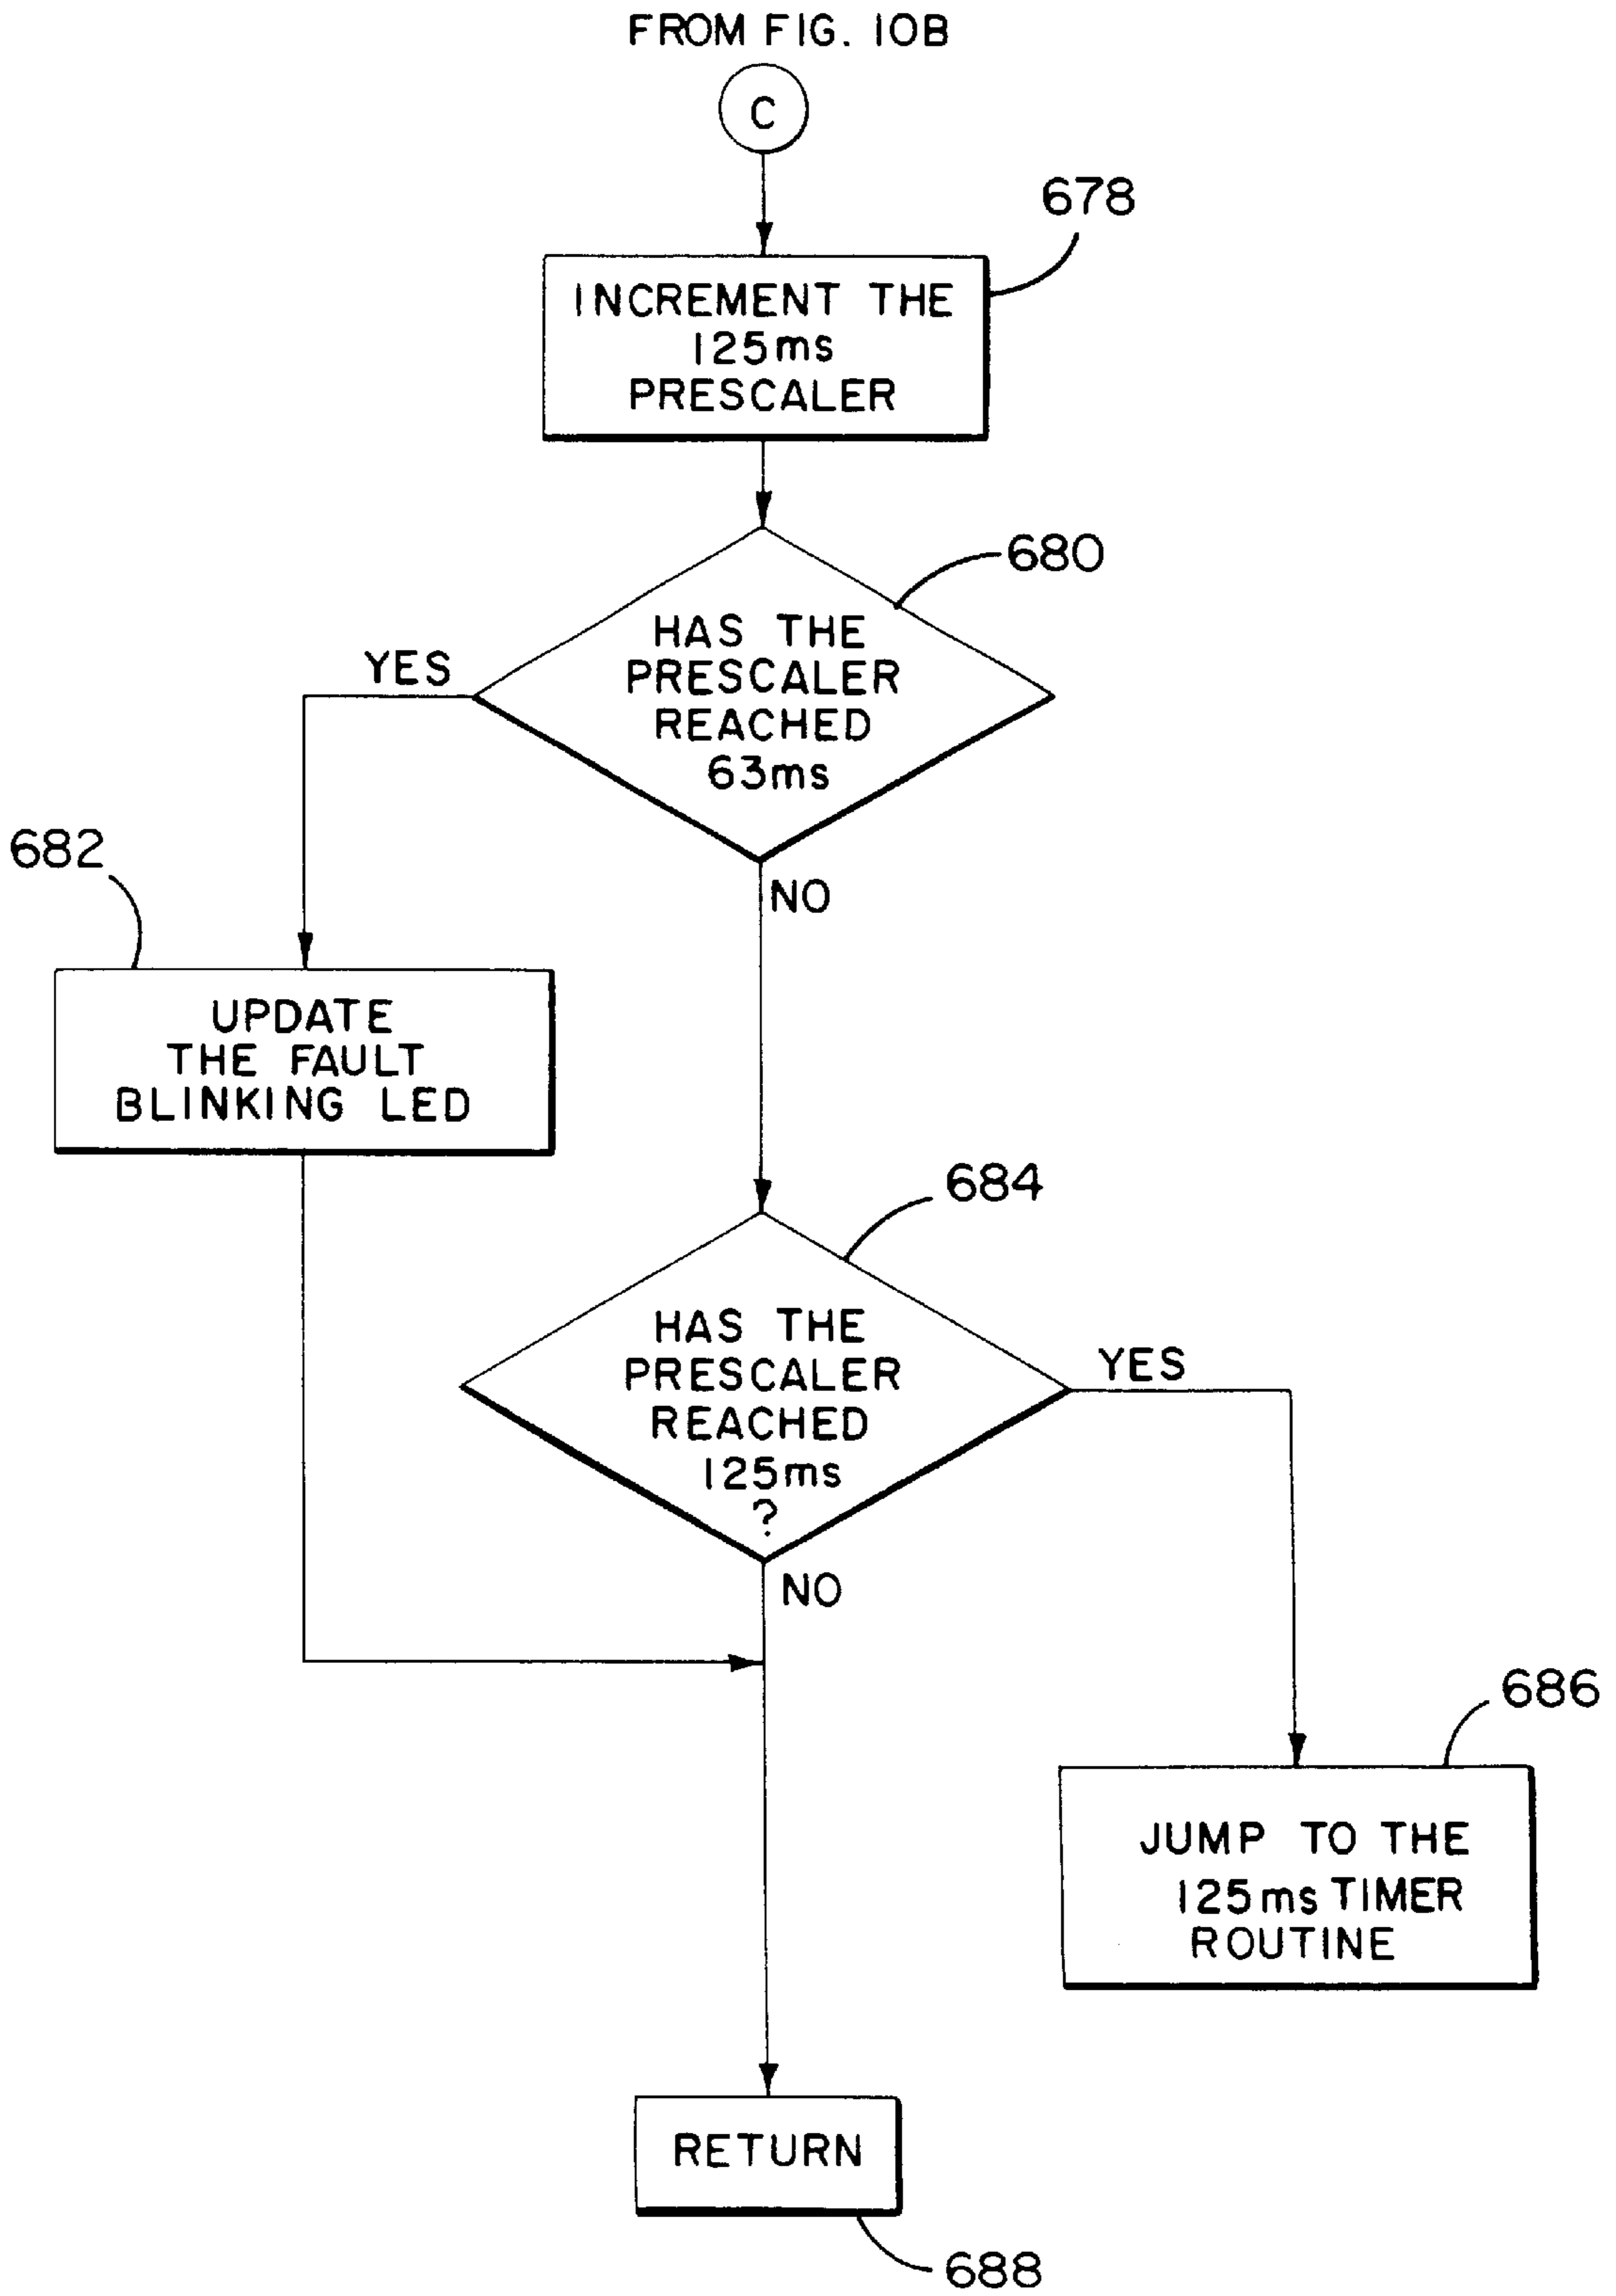 FROM FIG. 10B
C
678
INCREMENT THE
125ms
PRESCALER
680
HAS THE
PRESCALER
REACHED
63ms
YES
NO
682
UPDATE
THE FAULT
BLINKING LED
684
HAS THE
PRESCALER
REACHED
125ms
?
YES
NO
686
JUMP TO THE
125ms TIMER
ROUTINE
RETURN
688